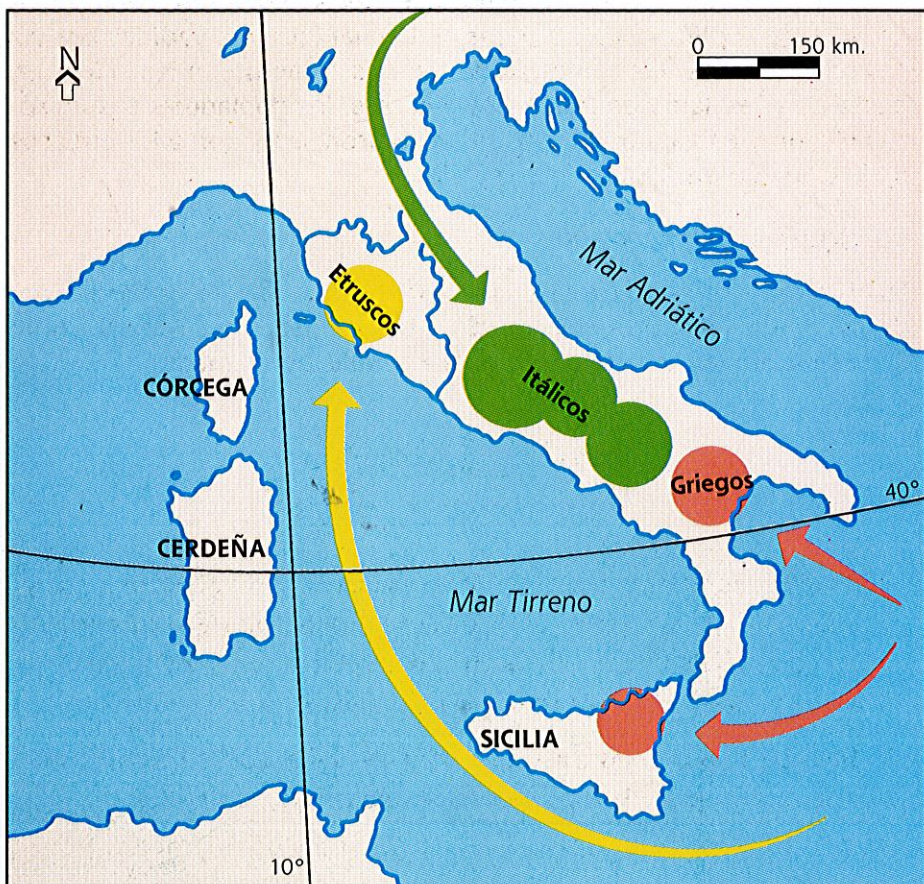 N
0 150 km.
Mar Adriático
Etruscos
CÓRCEGA
Itálicos
Griegos
40°
CERDEÑA
Mar Tirreno
SICILIA
10°